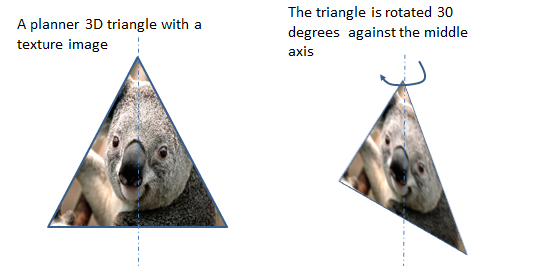 A planner 3D triangle with a
texture image
The triangle is rotated 30
degrees against the middle
axis